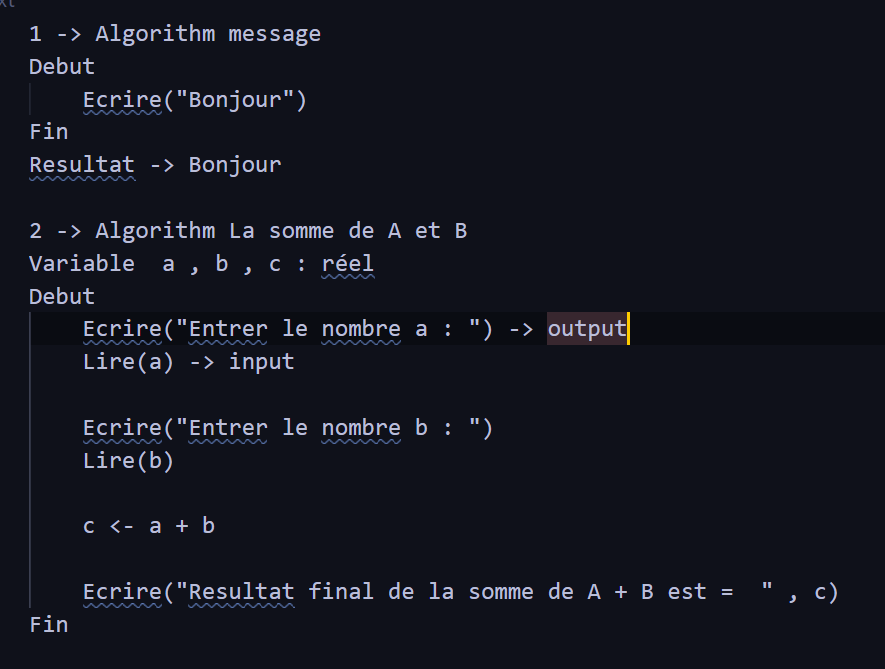 1 -> Algorithm message
Debut
Ecrire("Bonjour")
Fin
Resultat -> Bonjour
2 -> Algorithm La somme de A et B
Variable  a , b , c : réel
Debut
Ecrire("Entrer le nombre a : ") -> output
Lire(a) -> input
Ecrire("Entrer le nombre b : ")
Lire(b)
c <- a + b
Ecrire("Resultat final de la somme de A + B est =  " , c)
Fin